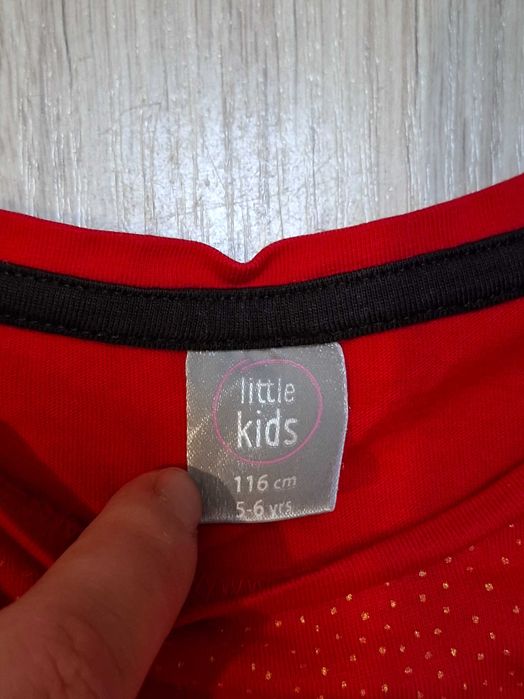 little
kids
116 cm
5-6 yrs